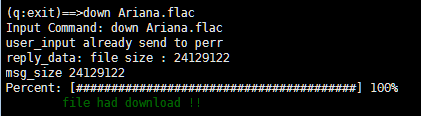 (q:exit)==>down Ariana.flac
Input Command: down Ariana.flac
user_input already send to perr
reply_data: file size : 24129122
msg_size 24129122
Percent: [########################################] 100%
file had download !!